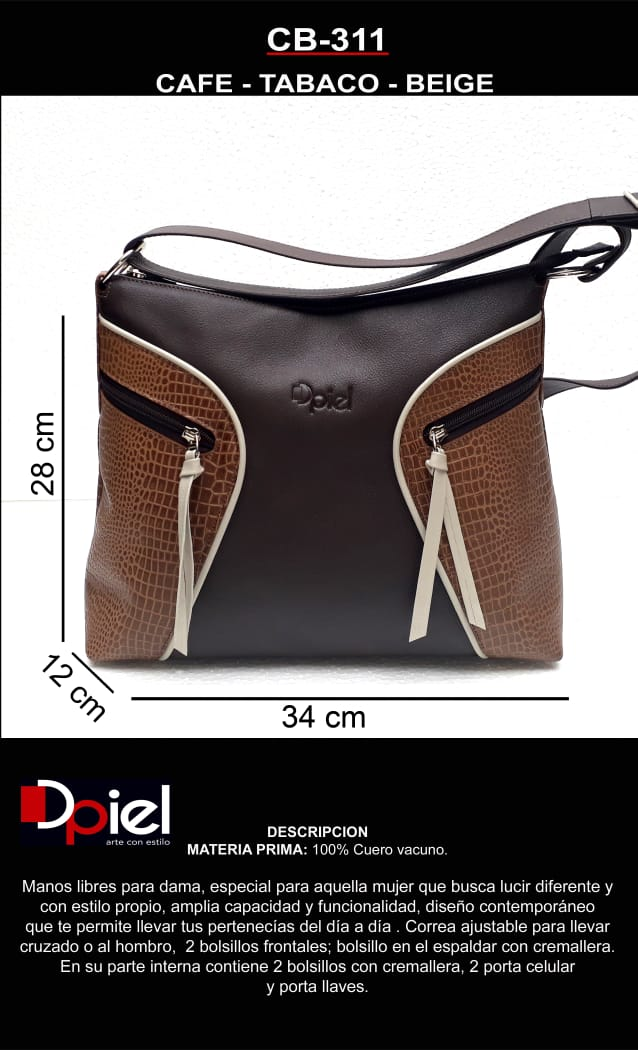 CB-311
CAFE - TABACO - BEIGE
Dpiel
28 cm
12 cm
34 cm
Dpiel
arte con estilo
DESCRIPCION
MATERIA PRIMA: 100% Cuero vacuno.
Manos libres para dama, especial para aquella mujer que busca lucir diferente y
con estilo propio, amplia capacidad y funcionalidad, diseño contemporáneo
que te permite llevar tus pertenecías del día a día . Correa ajustable para llevar
cruzado o al hombro, 2 bolsillos frontales; bolsillo en el espaldar con cremallera.
En su parte interna contiene 2 bolsillos con cremallera, 2 porta celular
y porta llaves.